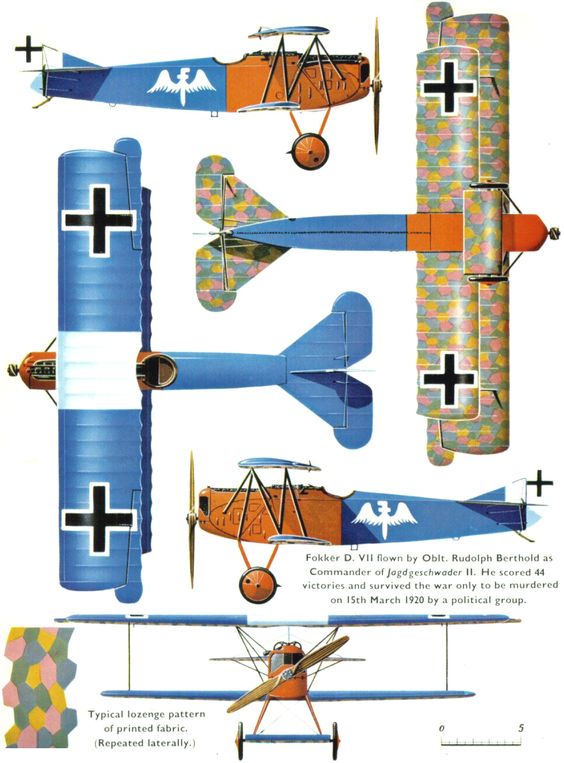 Fokker D. VII flown by Oblt. Rudolph Berthold as
Commander of Jagdgeschwader II. He scored 44
victories and survived the war only to be murdered
on 15th March 1920 by a political group.
Typical lozenge pattern
of printed fabric.
(Repeated laterally.)
0 5